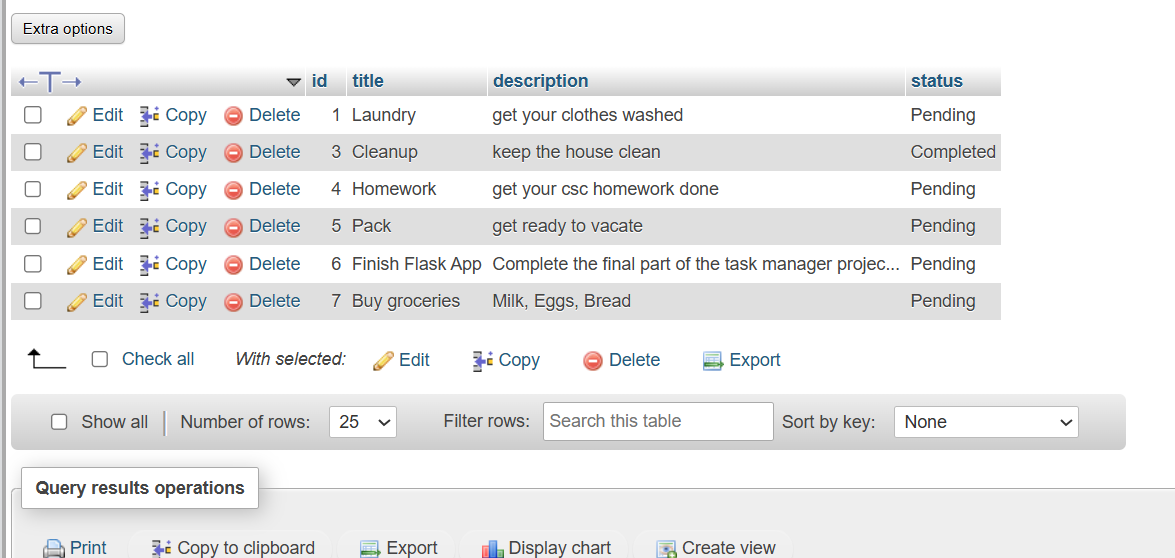 Extra options
id title description status
Edit Copy Delete 1 Laundry get your clothes washed Pending
Edit Copy Delete 3 Cleanup keep the house clean Completed
Edit Copy Delete 4 Homework get your csc homework done Pending
Edit Copy Delete 5 Pack get ready to vacate Pending
Edit Copy Delete 6 Finish Flask App Complete the final part of the task manager projec... Pending
Edit Copy Delete 7 Buy groceries Milk, Eggs, Bread Pending
Check all With selected: Edit Copy Delete Export
Show all Number of rows: 25 Filter rows: Search this table Sort by key: None
Query results operations
Print Copy to clipboard Export Display chart Create view